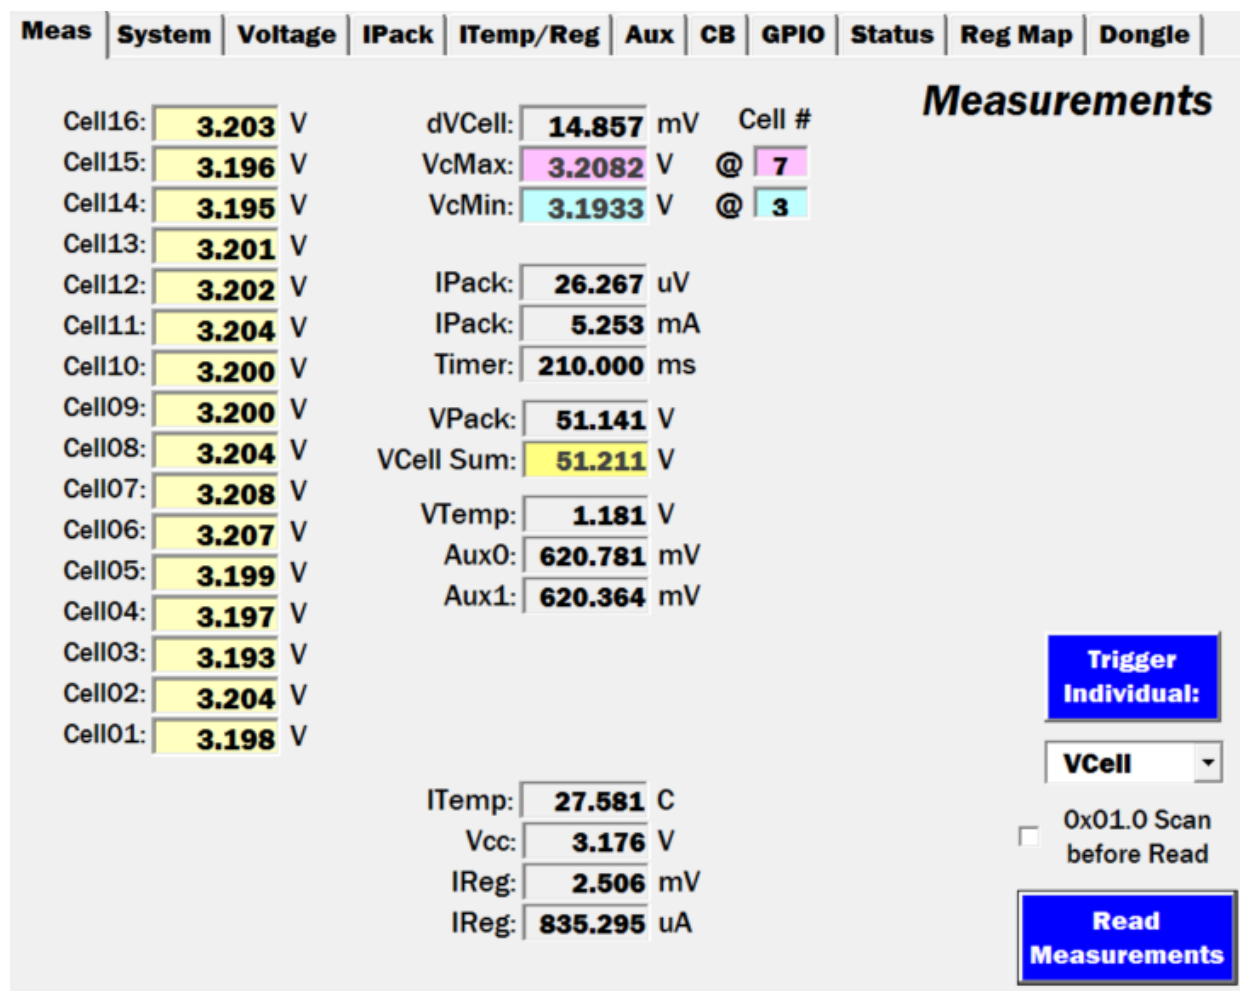 Meas System Voltage IPack ITemp/Reg Aux CB GPIO Status Reg Map Dongle
Measurements
Cell16: 3.203 V
Cell15: 3.196 V
Cell14: 3.195 V
Cell13: 3.201 V
Cell12: 3.202 V
Cell11: 3.204 V
Cell10: 3.200 V
Cell09: 3.200 V
Cell08: 3.204 V
Cell07: 3.208 V
Cell06: 3.207 V
Cell05: 3.199 V
Cell04: 3.197 V
Cell03: 3.193 V
Cell02: 3.204 V
Cell01: 3.198 V
dVCell: 14.857 mV Cell #
VcMax: 3.2082 V @ 7
VcMin: 3.1933 V @ 3
IPack: 26.267 uV
IPack: 5.253 mA
Timer: 210.000 ms
VPack: 51.141 V
VCell Sum: 51.211 V
VTemp: 1.181 V
Aux0: 620.781 mV
Aux1: 620.364 mV
ITemp: 27.581 C
Vcc: 3.176 V
IReg: 2.506 mV
IReg: 835.295 uA
Trigger
Individual:
VCell
0x01.0 Scan
before Read
Read
Measurements